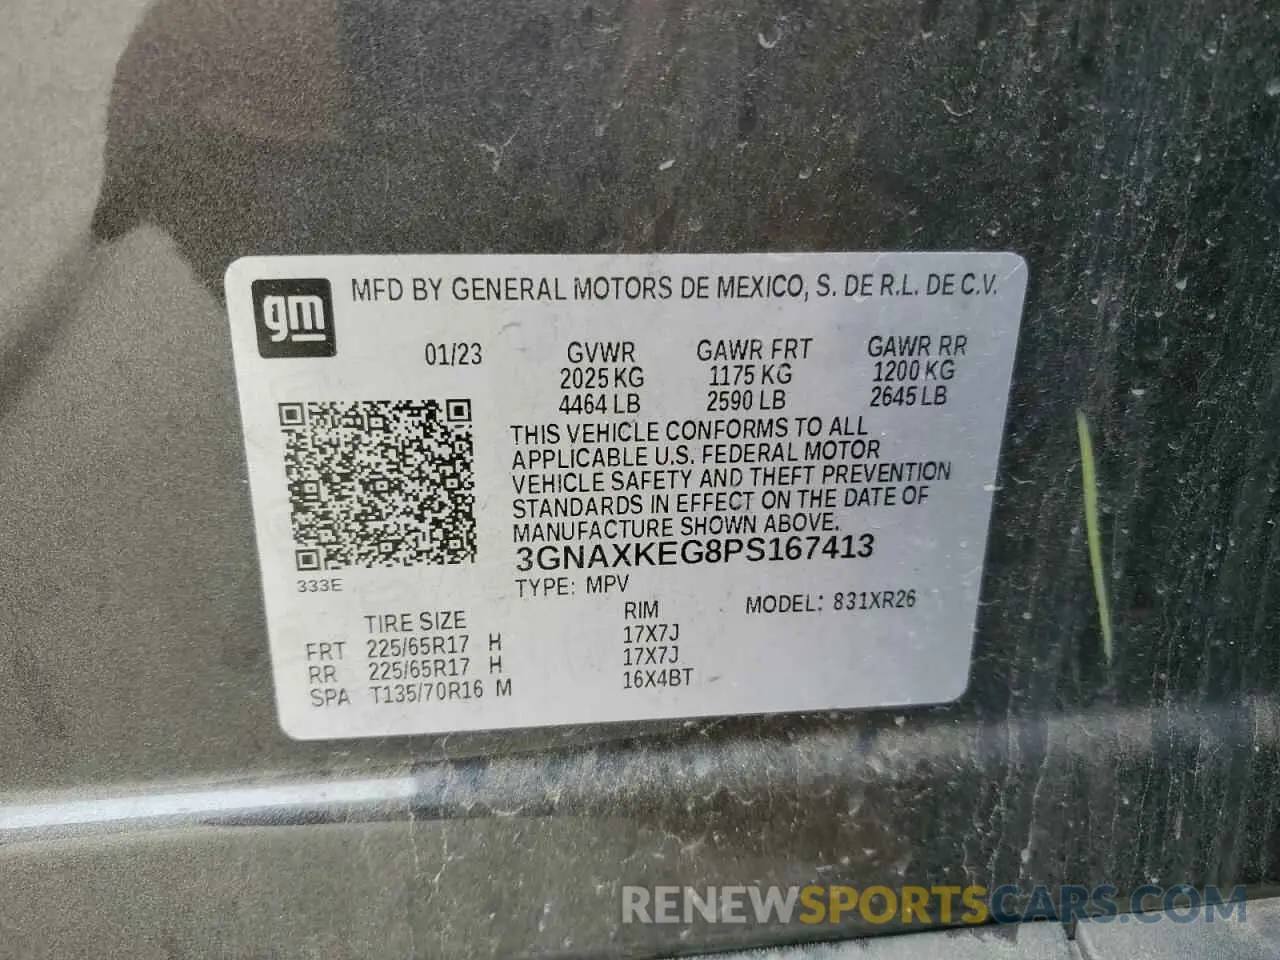 gm
MFD BY GENERAL MOTORS DE MEXICO, S. DE R.L. DE C.V.
01/23 GVWR GAWR FRT GAWR RR
2025 KG 1175 KG 1200 KG
4464 LB 2590 LB 2645 LB
THIS VEHICLE CONFORMS TO ALL
APPLICABLE U.S. FEDERAL MOTOR
VEHICLE SAFETY AND THEFT PREVENTION
STANDARDS IN EFFECT ON THE DATE OF
MANUFACTURE SHOWN ABOVE.
3GNAXKEG8PS167413
333E TYPE: MPV
TIRE SIZE RIM MODEL: 831XR26
FRT 225/65R17 H 17X7J
RR 225/65R17 H 17X7J
SPA T135/70R16 M 16X4BT
RENEWSPORTSCARS.COM